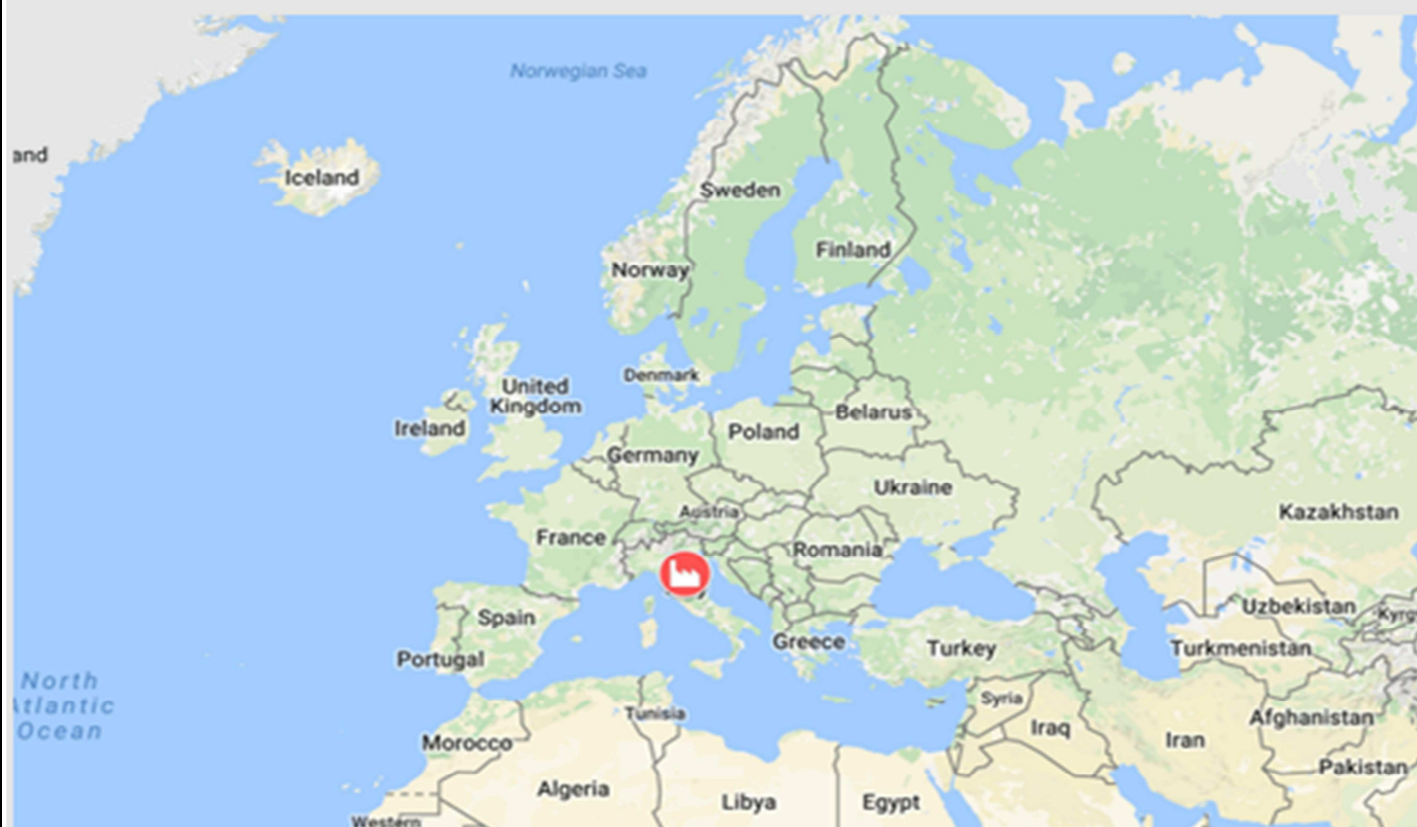 Norwegian Sea
and
Iceland
Sweden
Finland
Norway
Denmark
United
Kingdom
Ireland
Belarus
Poland
Germany
Ukraine
Austria
Kazakhstan
France
Romania
Spain
Uzbekistan
Kyrg
Greece
Turkey
Turkmenistan
Portugal
North
Atlantic
Ocean
Syria
Tunisia
Afghanistan
Iraq
Morocco
Iran
Pakistan
Algeria
Libya
Egypt
Western